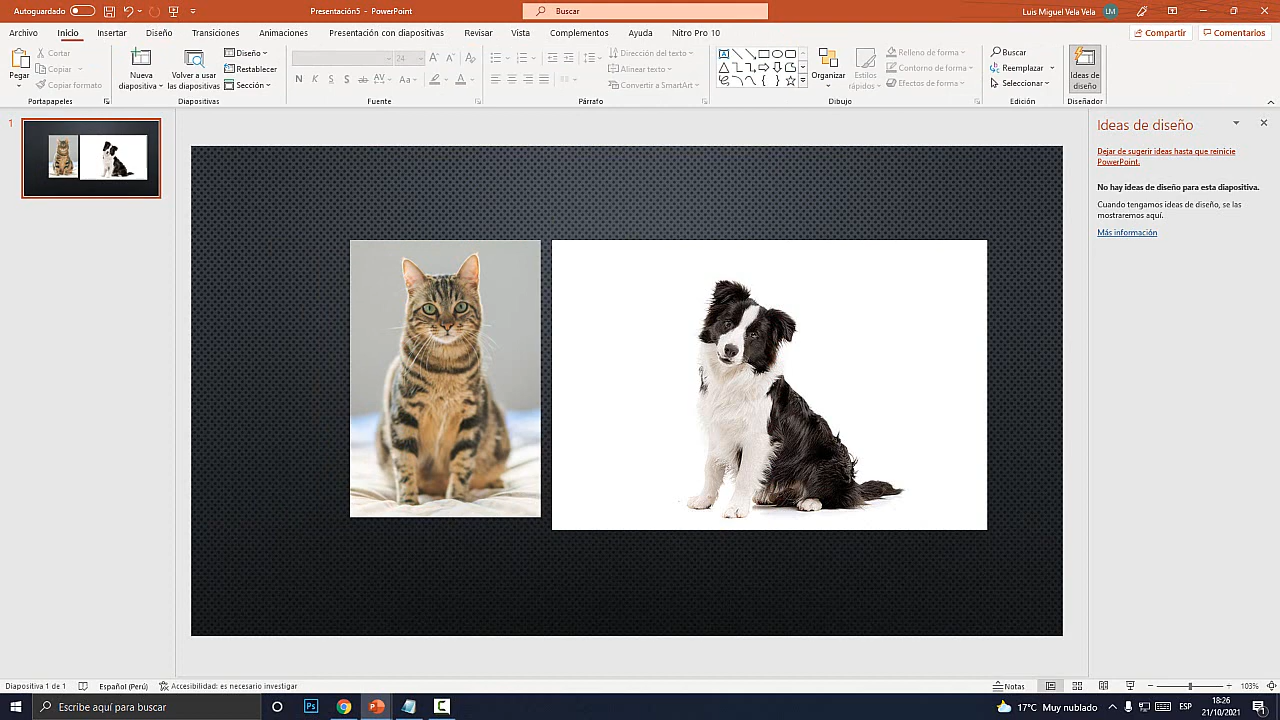 Autoguardado
Presentación5 - PowerPoint
Buscar
Luis Miguel Vela Vela
LM
Archivo
Inicio
Insertar
Diseño
Transiciones
Animaciones
Presentación con diapositivas
Revisar
Vista
Complementos
Ayuda
Nitro Pro 10
Compartir
Comentarios
Pegar
Cortar
Copiar
Copiar formato
Portapapeles
Nueva diapositiva
Volver a usar las diapositivas
Diseño
Restablecer
Sección
Diapositivas
24
N K S S ab AV Aa A
Fuente
Dirección del texto
Alinear texto
Convertir a SmartArt
Párrafo
Organizar
Estilos rápidos
Relleno de forma
Contorno de forma
Efectos de forma
Dibujo
Buscar
Reemplazar
Seleccionar
Edición
Ideas de diseño
Diseñador
1
Ideas de diseño
Dejar de sugerir ideas hasta que reinicie
PowerPoint.
No hay ideas de diseño para esta diapositiva.
Cuando tengamos ideas de diseño, se las
mostraremos aquí.
Más información
Diapositiva 1 de 1
Español (Perú)
Accesibilidad: es necesario investigar
Notas
103%
Escribe aquí para buscar
Ps
17°C Muy nublado
ESP
18:26
21/10/2021